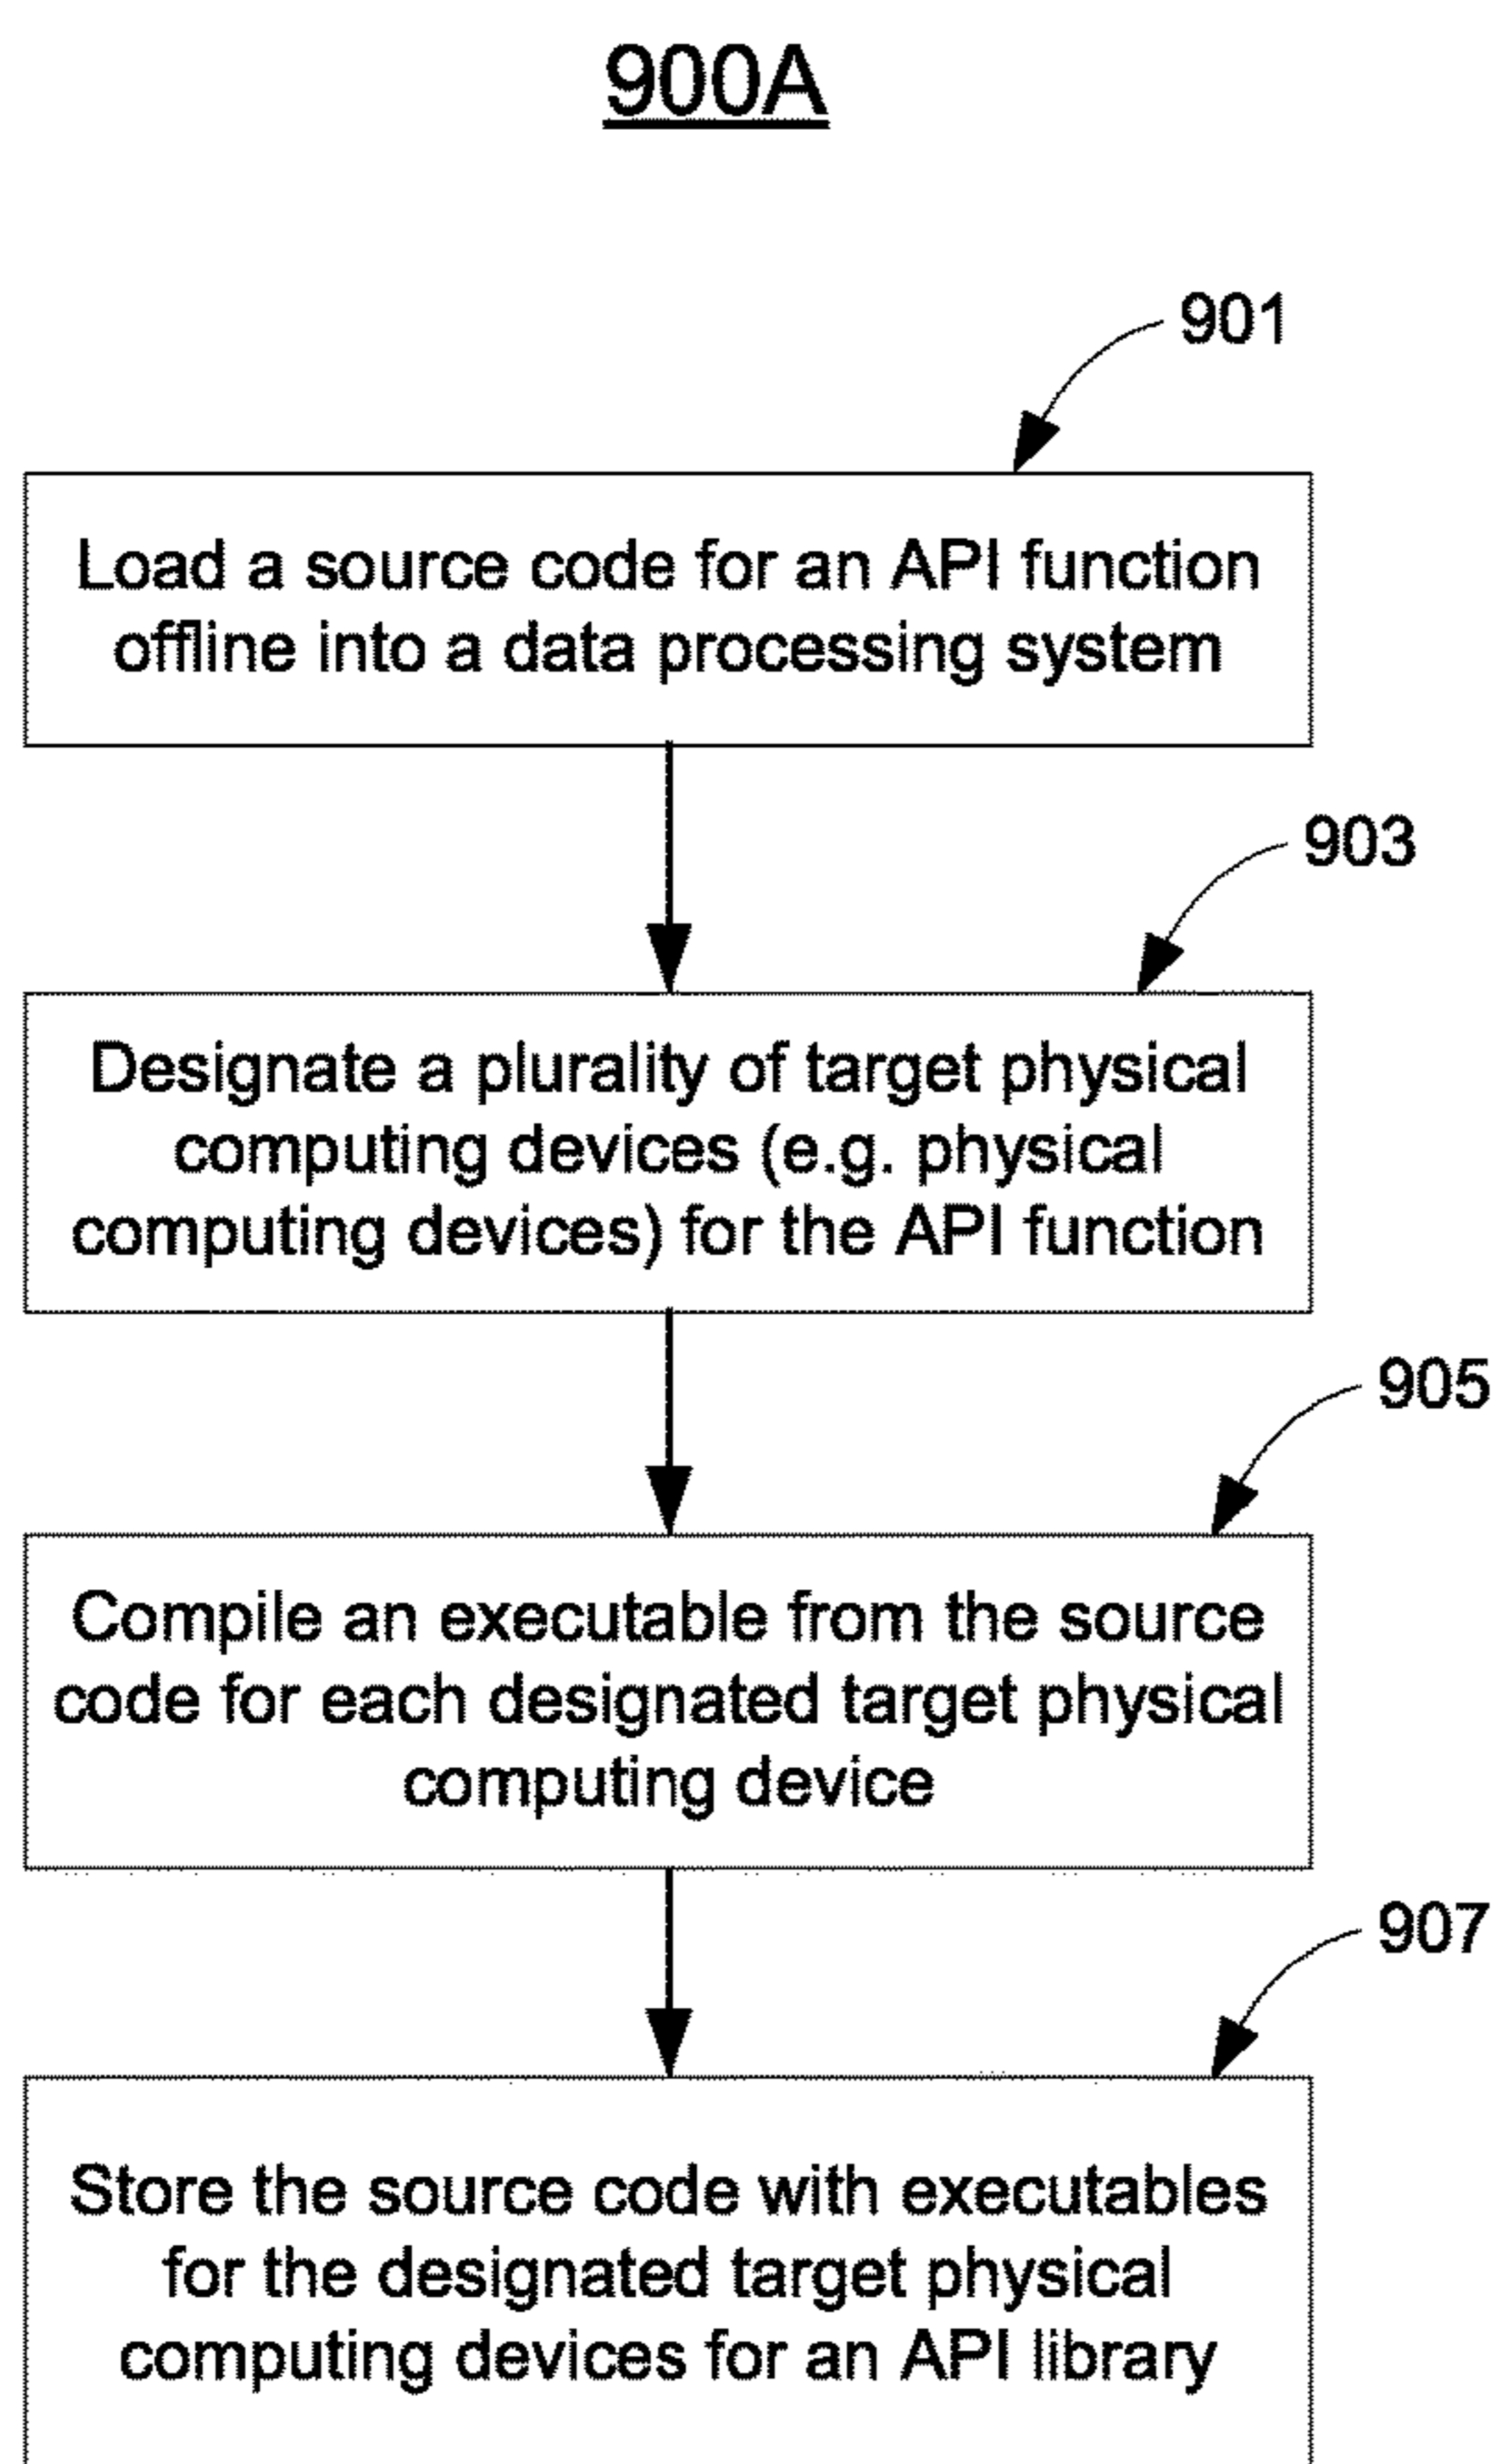 900A
901
Load a source code for an API function
offline into a data processing system
903
Designate a plurality of target physical
computing devices (e.g. physical
computing devices) for the API function
905
Compile an executable from the source
code for each designated target physical
computing device
907
Store the source code with executables
for the designated target physical
computing devices for an API library